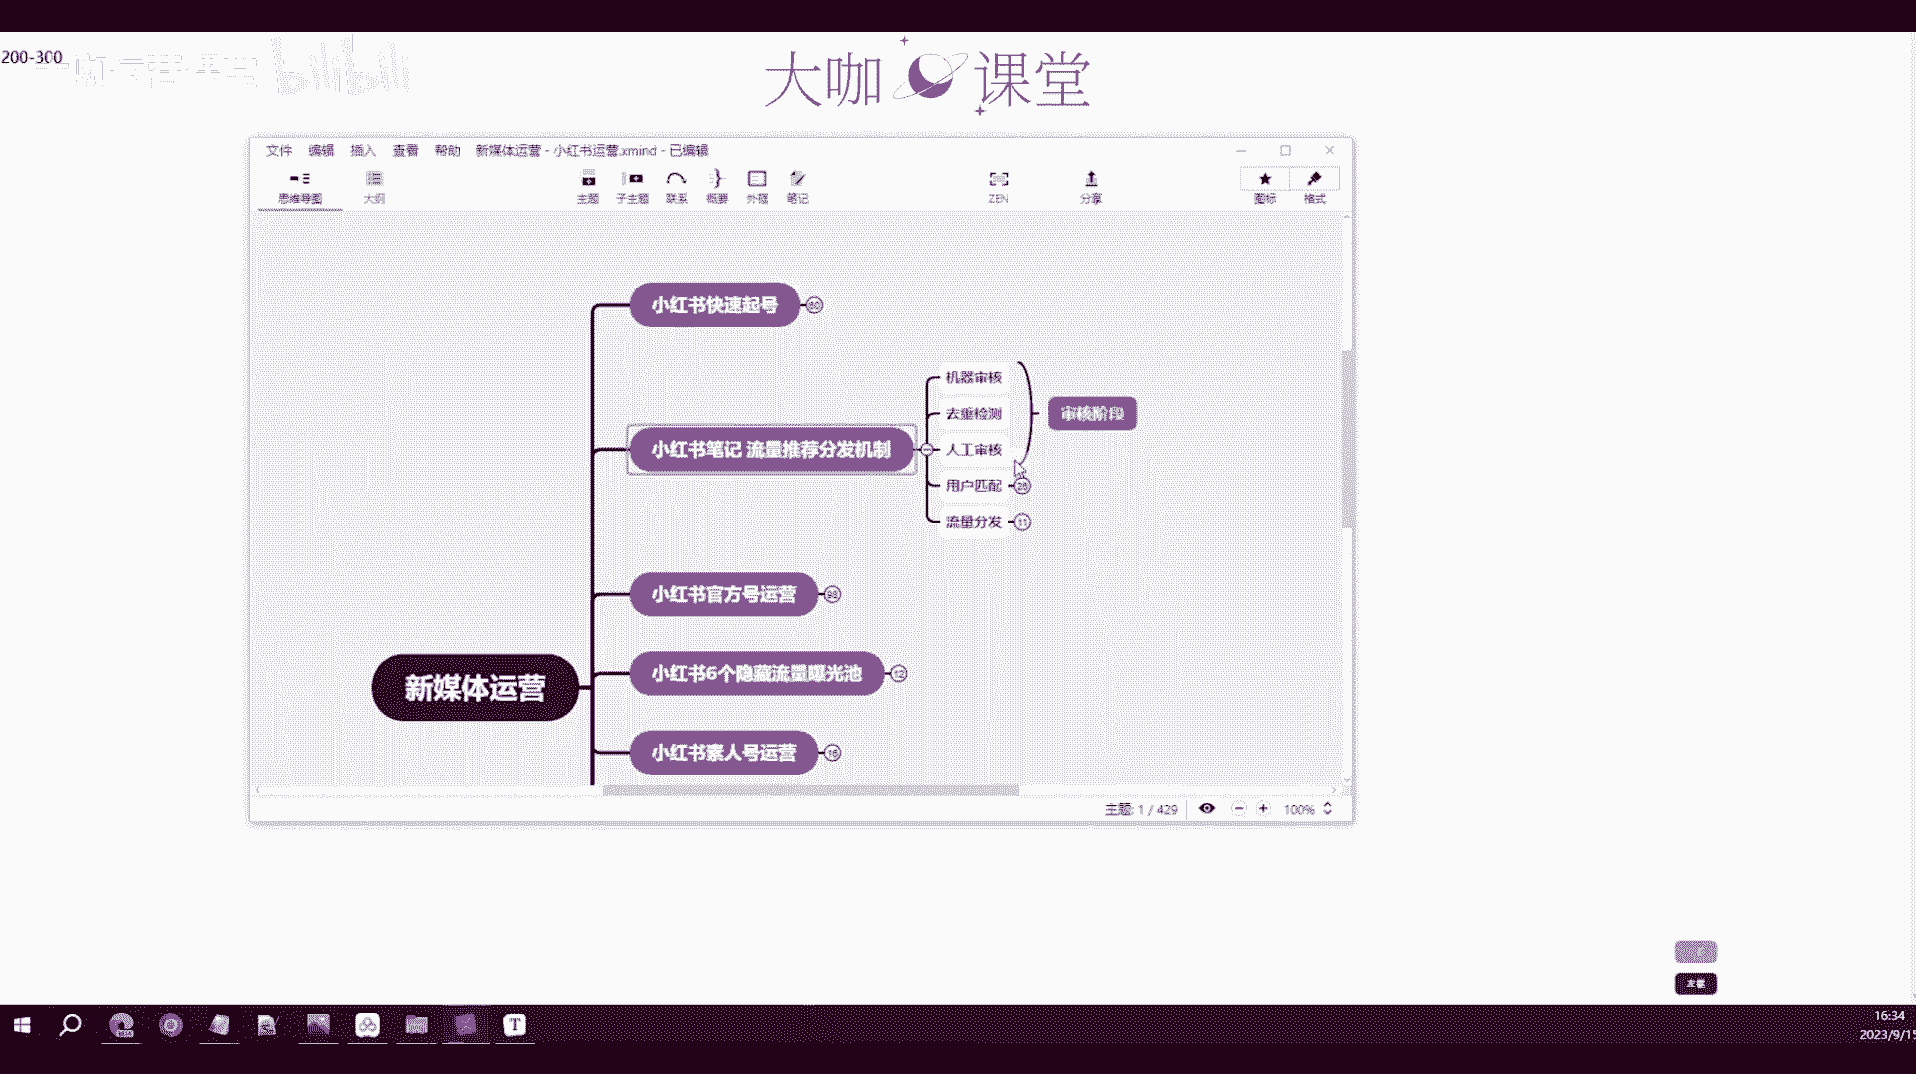 200-300
bilibili
大咖课堂
文件 编辑 插入 查看 帮助 新媒体运营 - 小红书运营.xmind - 已编辑
思维导图 大纲 主题 子主题 联系 概要 外框 笔记 ZEN 分享 图标 格式
小红书快速起号
机器审核
去重检测
审核阶段
小红书笔记 流量推荐分发机制
人工审核
用户匹配
流量分发 11
小红书官方号运营
小红书6个隐藏流量曝光池 12
新媒体运营
小红书素人号运营 16
主题: 1 / 429 100%
16:34